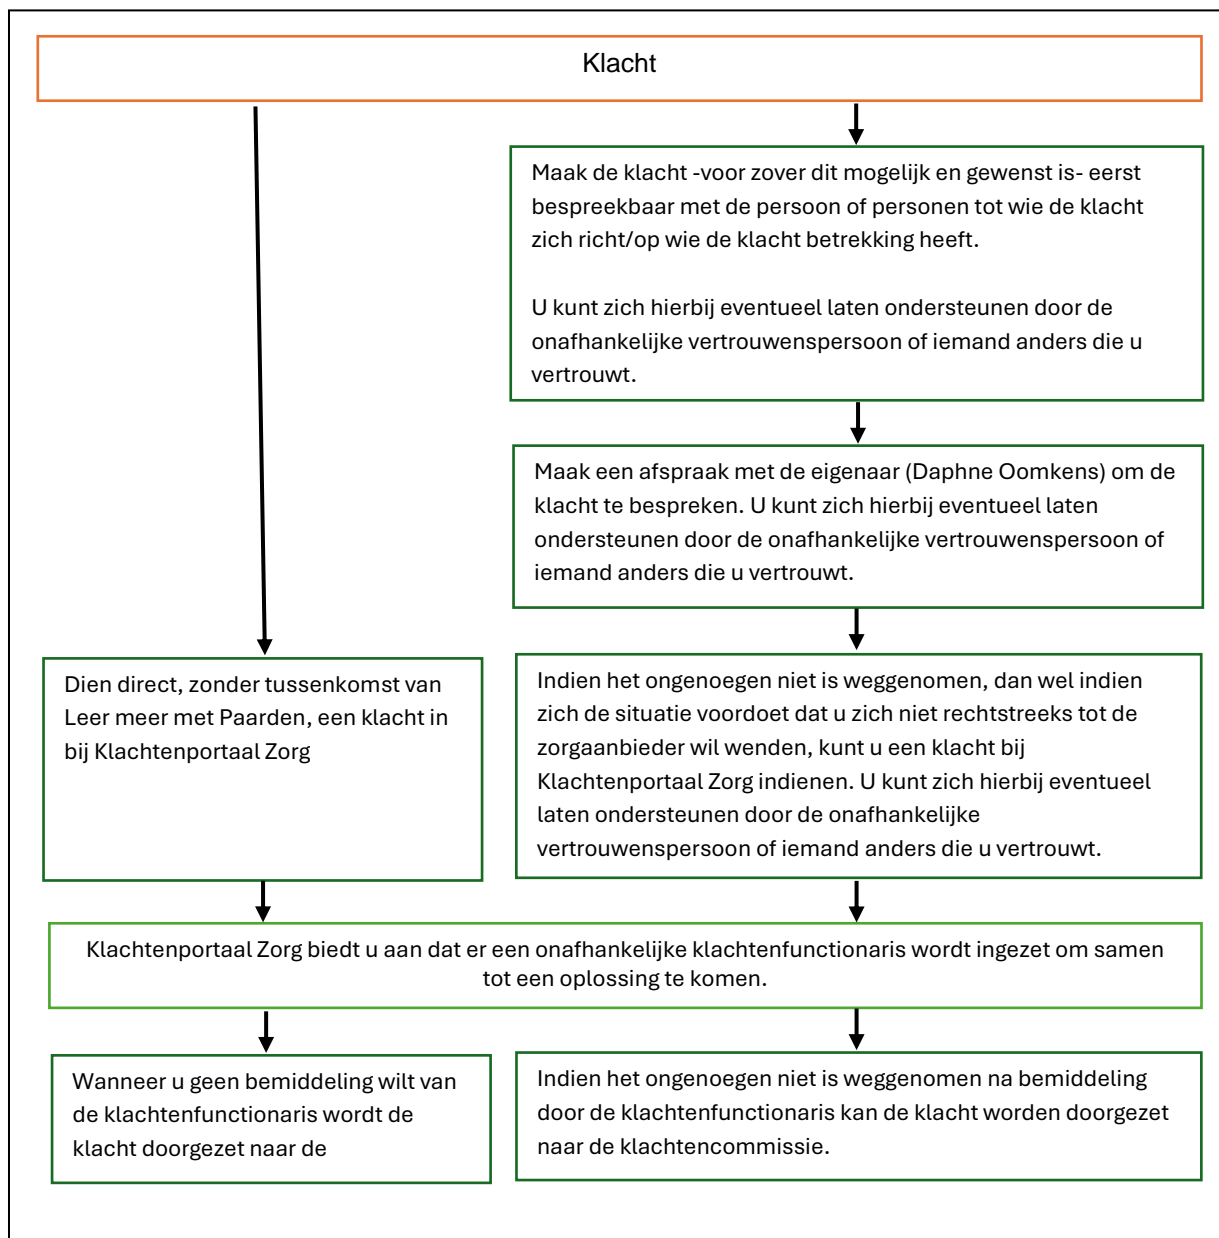 Klacht
Maak de klacht -voor zover dit mogelijk en gewenst is- eerst
bespreekbaar met de persoon of personen tot wie de klacht
zich richt/op wie de klacht betrekking heeft.
U kunt zich hierbij eventueel laten ondersteunen door de
onafhankelijke vertrouwenspersoon of iemand anders die u
vertrouwt.
Maak een afspraak met de eigenaar (Daphne Oomkens) om de
klacht te bespreken. U kunt zich hierbij eventueel laten
ondersteunen door de onafhankelijke vertrouwenspersoon of
iemand anders die u vertrouwt.
Dien direct, zonder tussenkomst van
Leer meer met Paarden, een klacht in
bij Klachtenportaal Zorg
Indien het ongenoegen niet is weggenomen, dan wel indien
zich de situatie voordoet dat u zich niet rechtstreeks tot de
zorgaanbieder wil wenden, kunt u een klacht bij
Klachtenportaal Zorg indienen. U kunt zich hierbij eventueel
laten ondersteunen door de onafhankelijke
vertrouwenspersoon of iemand anders die u vertrouwt.
Klachtenportaal Zorg biedt u aan dat er een onafhankelijke klachtenfunctionaris wordt ingezet om samen
tot een oplossing te komen.
Wanneer u geen bemiddeling wilt van
de klachtenfunctionaris wordt de
klacht doorgezet naar de
Indien het ongenoegen niet is weggenomen na bemiddeling
door de klachtenfunctionaris kan de klacht worden doorgezet
naar de klachtencommissie.